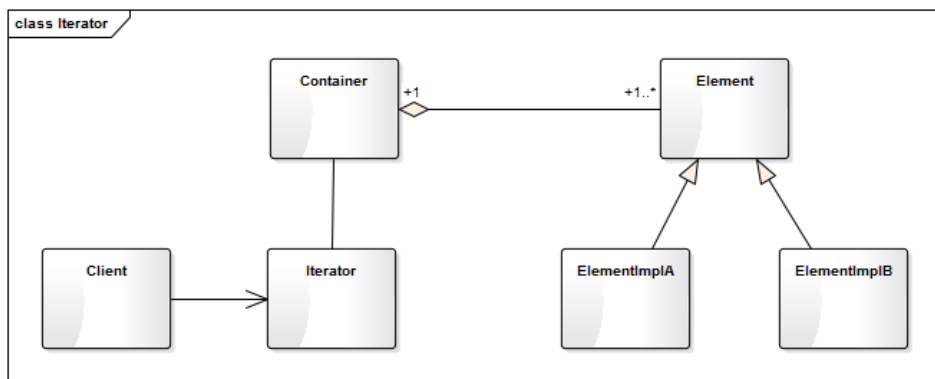 class Iterator
Container
Element
+1
+1..*
Client
Iterator
ElementImplA
ElementImplB